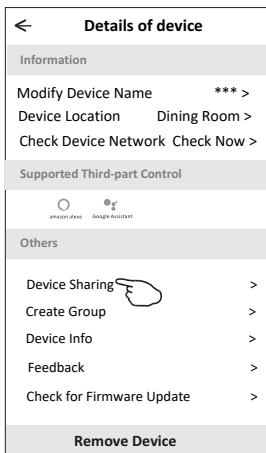 ← Details of device
Information
Modify Device Name *** >
Device Location Dining Room >
Check Device Network Check Now >
Supported Third-part Control
amazon alexa Google Assistant
Others
Device Sharing >
Create Group >
Device Info >
Feedback >
Check for Firmware Update >
Remove Device